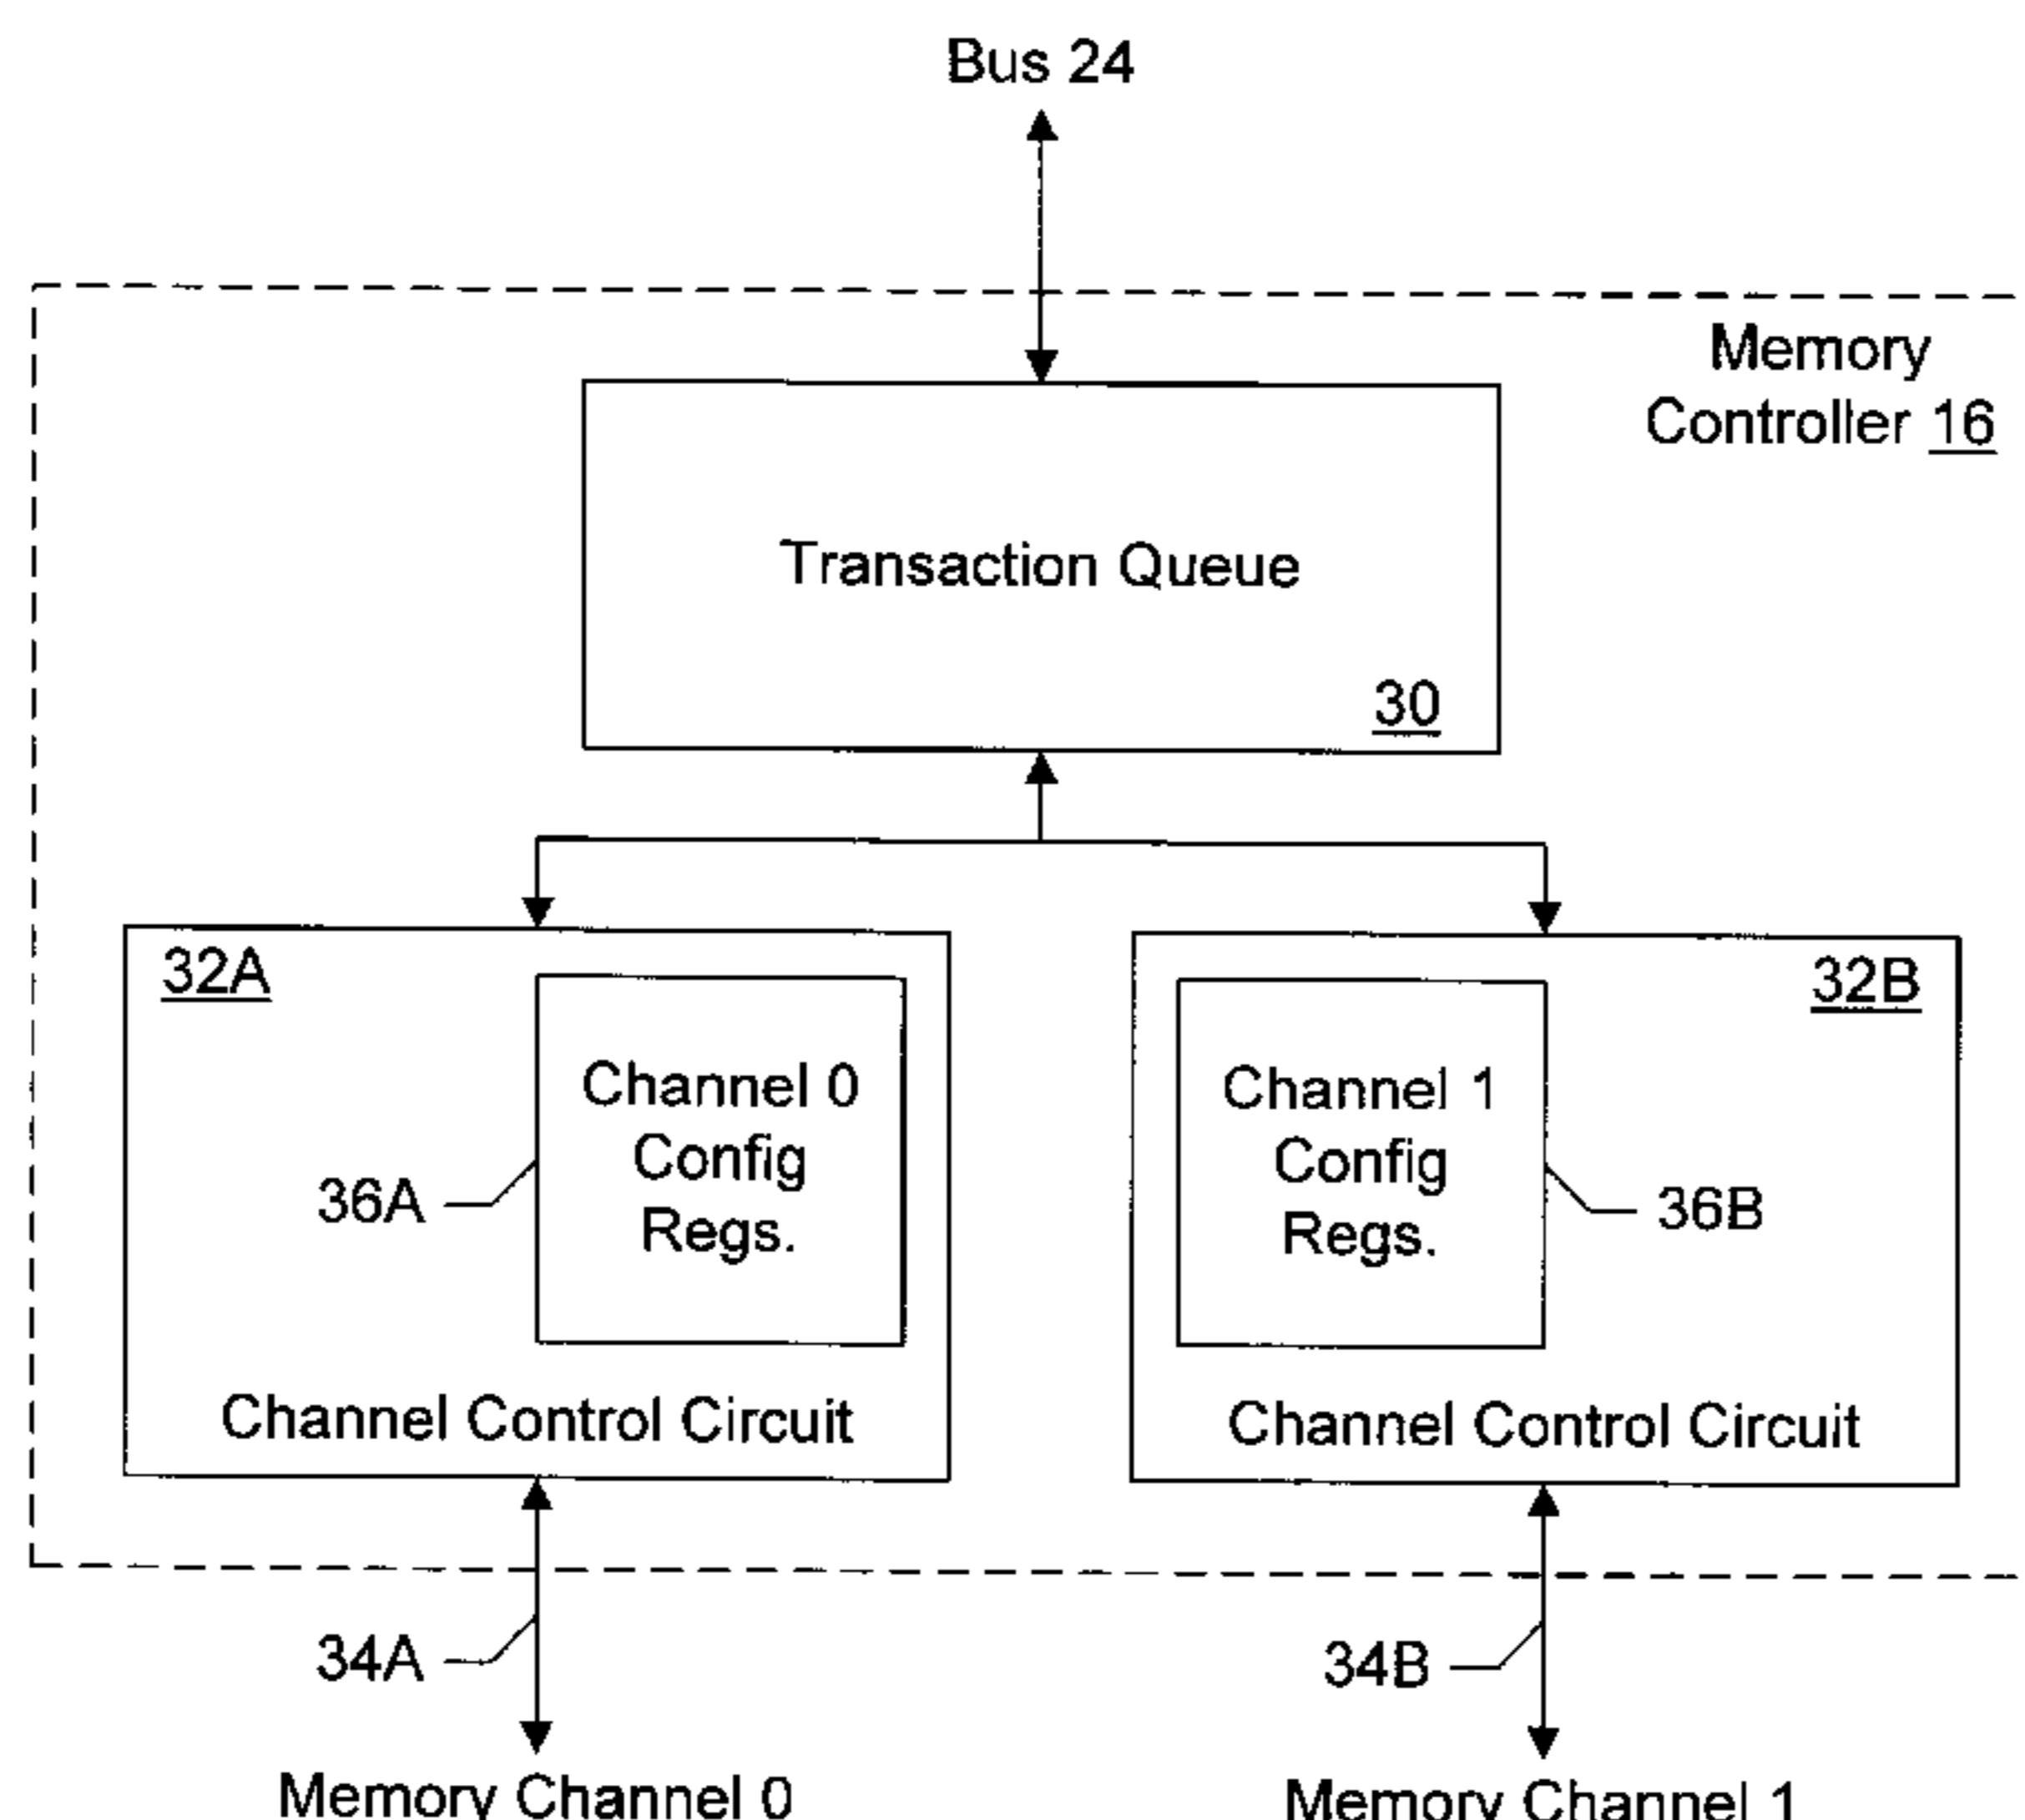 Bus 24
Memory
Controller 16
Transaction Queue
30
32A
Channel 0
Config
Regs.
36A
Channel Control Circuit
32B
Channel 1
Config
Regs.
36B
Channel Control Circuit
34A
34B
Memory Channel 0
Memory Channel 1